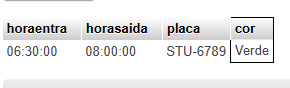 horaentra horasaida placa cor
06:30:00 08:00:00 STU-6789 Verde